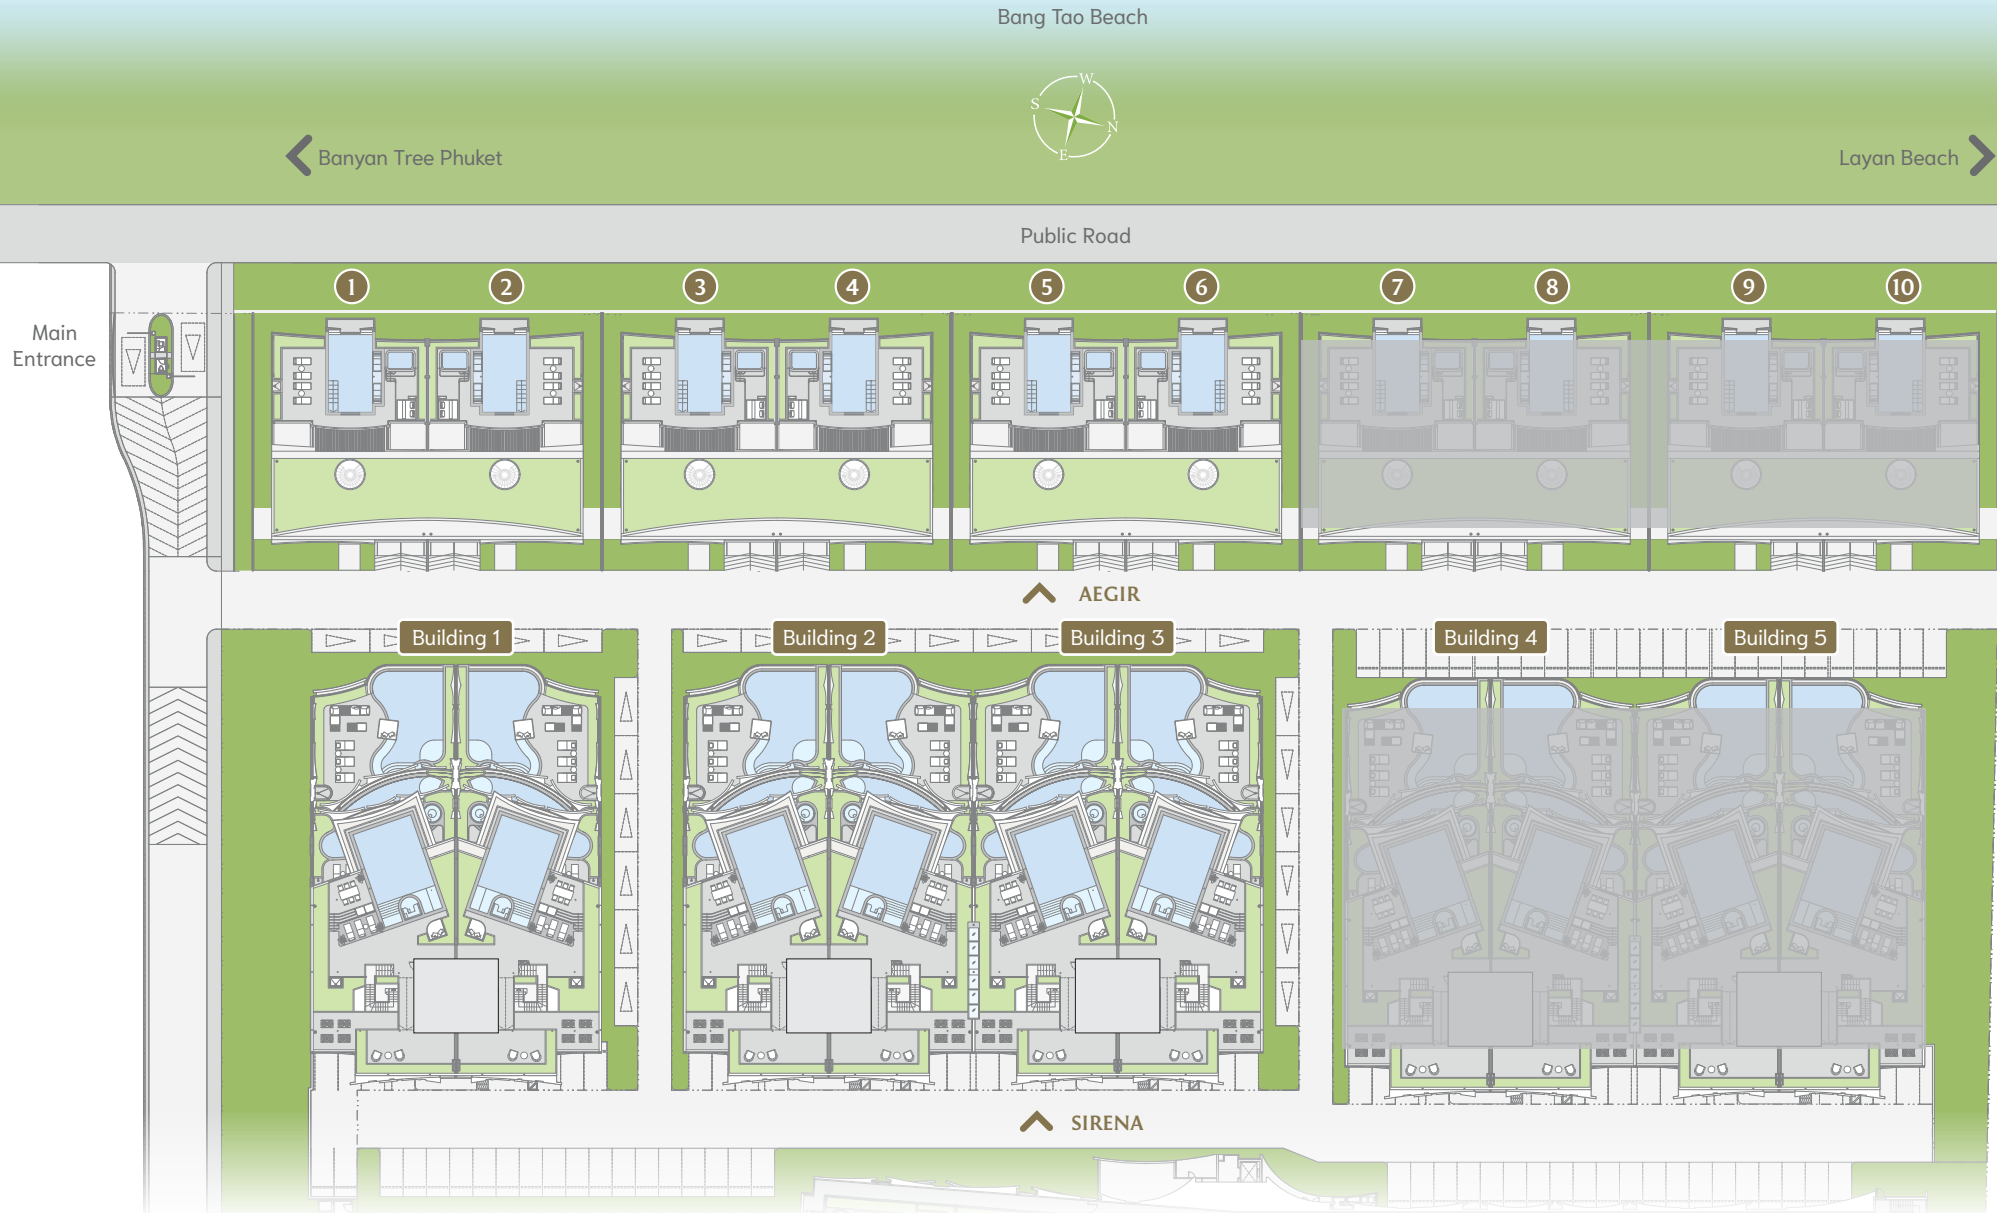 Bang Tao Beach
W
S
N
E
Banyan Tree Phuket
Layan Beach
Public Road
1
2
3
4
5
6
7
8
9
10
Main
Entrance
AEGIR
Building 1
Building 2
Building 3
Building 4
Building 5
SIRENA